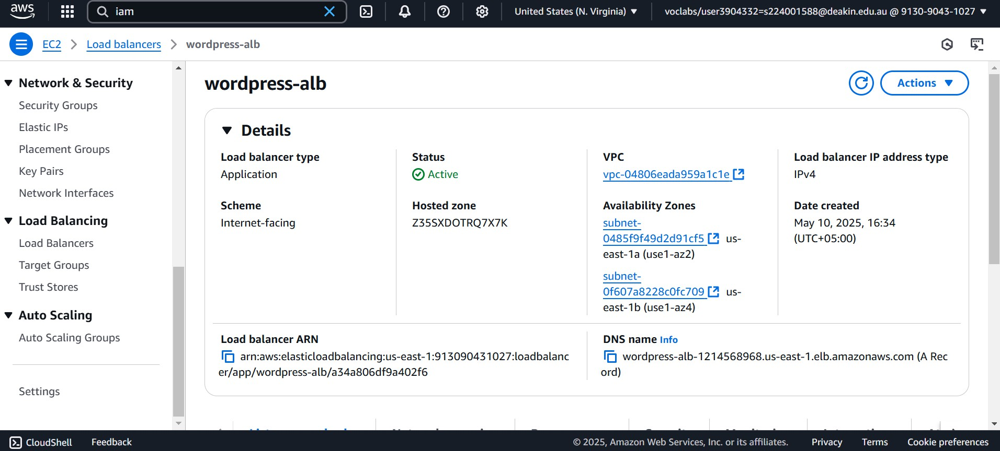 aws
iam
United States (N. Virginia)
voclabs/user3904332=s224001588@deakin.edu.au @ 9130-9043-1027
EC2
Load balancers
wordpress-alb
Network & Security
Security Groups
Elastic IPs
Placement Groups
Key Pairs
Network Interfaces
Load Balancing
Load Balancers
Target Groups
Trust Stores
Auto Scaling
Auto Scaling Groups
Settings
wordpress-alb
Actions
Details
Load balancer type
Application
Status
Active
VPC
vpc-04806eada959a1c1e
Load balancer IP address type
IPv4
Scheme
Internet-facing
Hosted zone
Z35SXDOTRQ7X7K
Availability Zones
subnet-
0485f9f49d2d91cf5 us-
east-1a (use1-az2)
subnet-
0f607a8228c0fc709 us-
east-1b (use1-az4)
Date created
May 10, 2025, 16:34
(UTC+05:00)
Load balancer ARN
arn:aws:elasticloadbalancing:us-east-1:913090431027:loadbalanc
er/app/wordpress-alb/a34a806df9a402f6
DNS name Info
wordpress-alb-1214568968.us-east-1.elb.amazonaws.com (A Rec
ord)
CloudShell
Feedback
© 2025, Amazon Web Services, Inc. or its affiliates.
Privacy
Terms
Cookie preferences